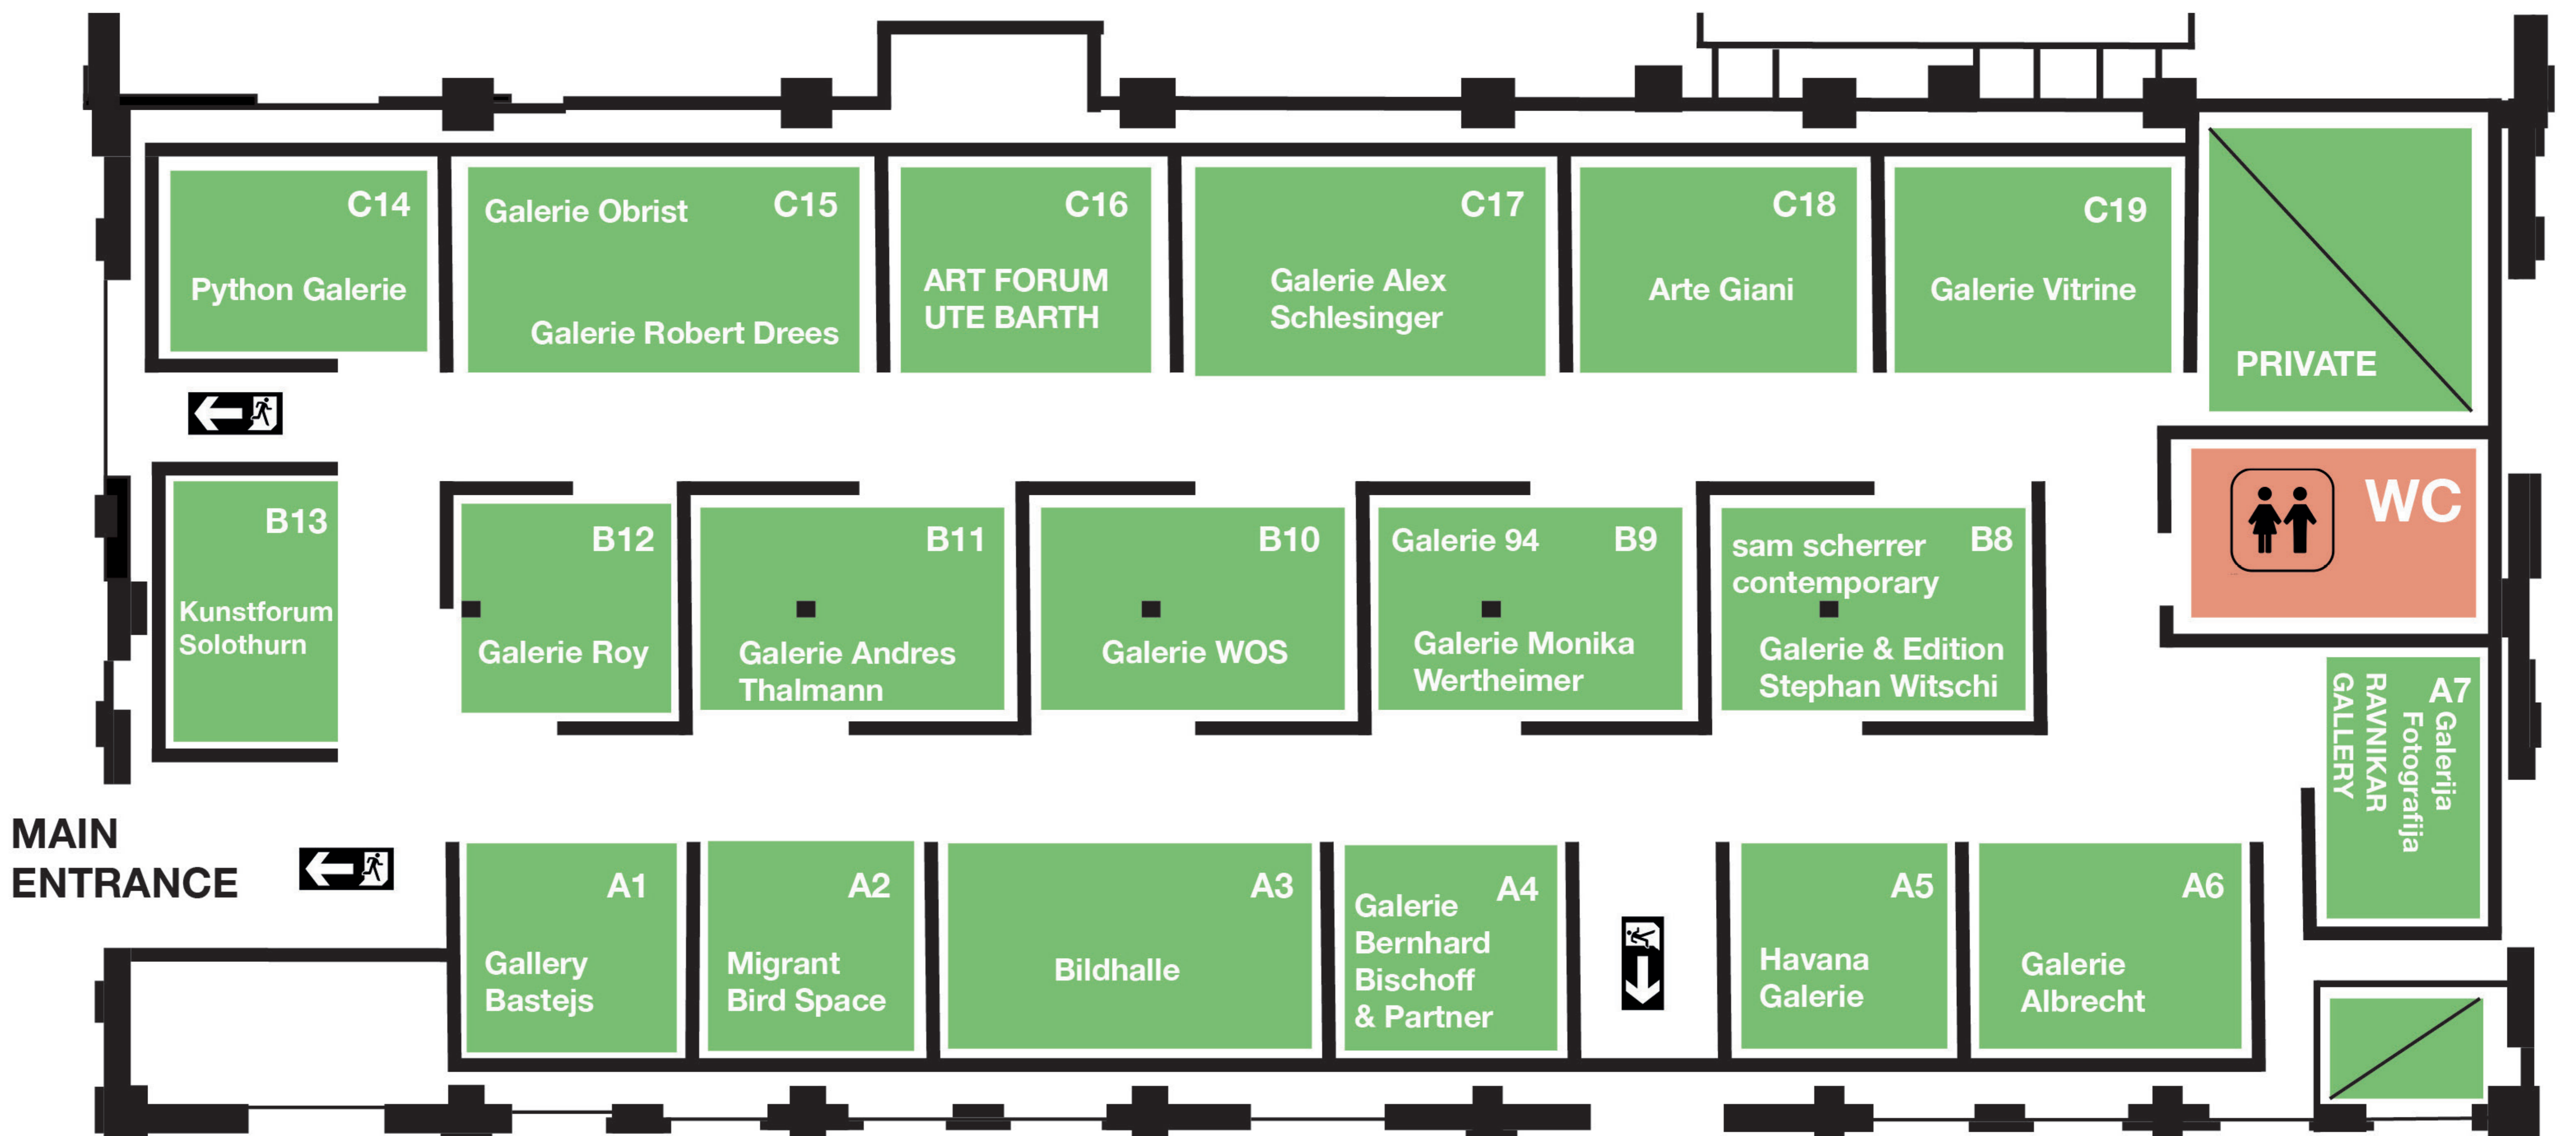 C14
Python Galerie
Galerie Obrist
C15
Galerie Robert Drees
C16
ART FORUM
UTE BARTH
C17
Galerie Alex
Schlesinger
C18
Arte Giani
C19
Galerie Vitrine
PRIVATE
B13
Kunstforum
Solothurn
B12
Galerie Roy
B11
Galerie Andres
Thalmann
B10
Galerie WOS
Galerie 94
B9
Galerie Monika
Wertheimer
sam scherrer
contemporary
B8
Galerie & Edition
Stephan Witschi
WC
A7
Galerija
Fotografija
RAVNIKAR
GALLERY
MAIN
ENTRANCE
A1
Gallery
Bastejs
A2
Migrant
Bird Space
A3
Bildhalle
A4
Galerie
Bernhard
Bischoff
& Partner
A5
Havana
Galerie
A6
Galerie
Albrecht